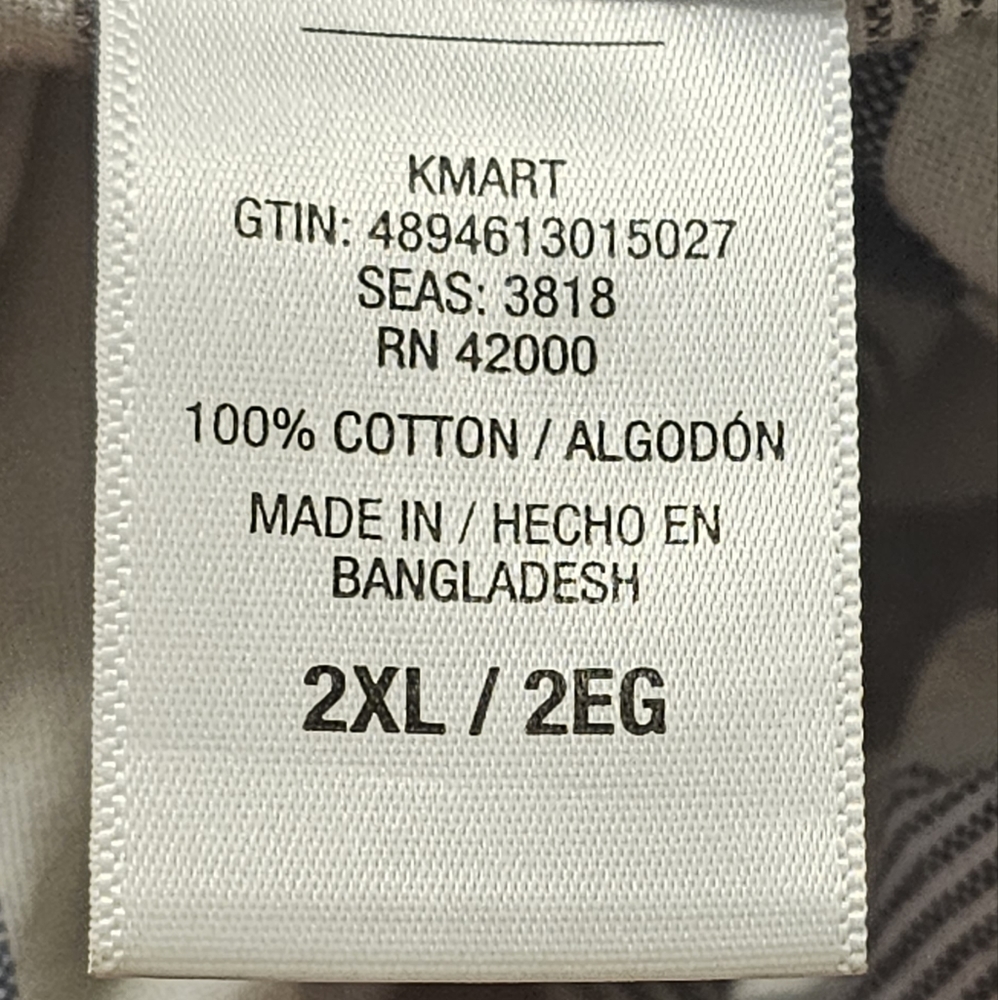 KMART
GTIN: 4894613015027
SEAS: 3818
RN 42000
100% COTTON / ALGODÓN
MADE IN / HECHO EN
BANGLADESH
2XL / 2EG